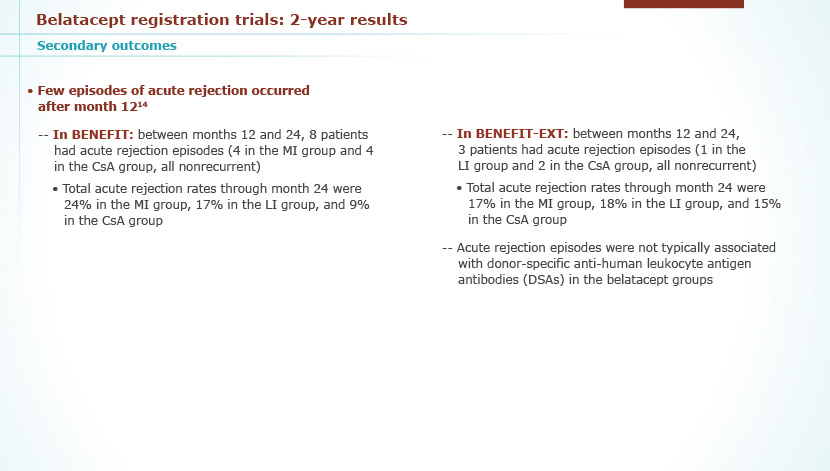 Belatacept registration trials: 2-year results
Secondary outcomes
• Few episodes of acute rejection occurred
after month 12¹⁴
-- In BENEFIT: between months 12 and 24, 8 patients
had acute rejection episodes (4 in the MI group and 4
in the CsA group, all nonrecurrent)
• Total acute rejection rates through month 24 were
24% in the MI group, 17% in the LI group, and 9%
in the CsA group
-- In BENEFIT-EXT: between months 12 and 24,
3 patients had acute rejection episodes (1 in the
LI group and 2 in the CsA group, all nonrecurrent)
• Total acute rejection rates through month 24 were
17% in the MI group, 18% in the LI group, and 15%
in the CsA group
-- Acute rejection episodes were not typically associated
with donor-specific anti-human leukocyte antigen
antibodies (DSAs) in the belatacept groups